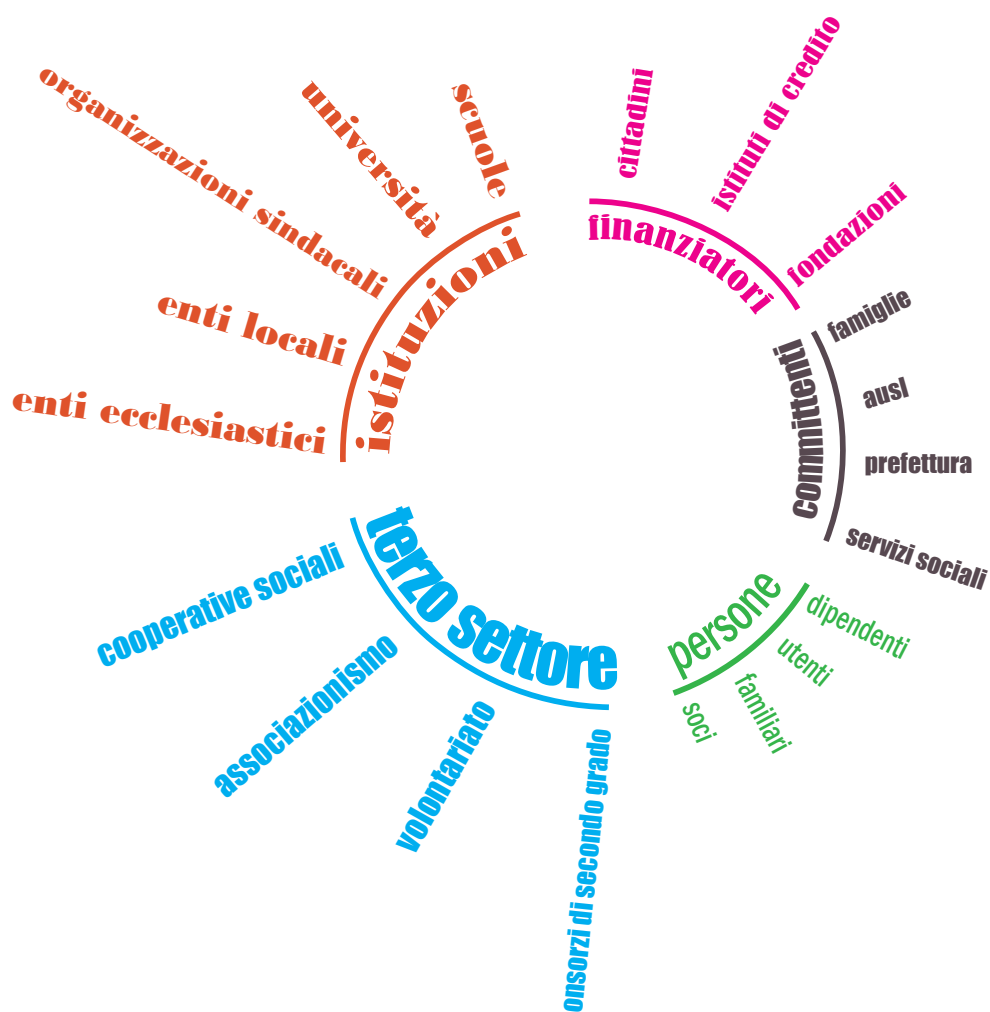 istituzioni
enti ecclesiastici
enti locali
organizzazioni sindacali
università
scuole
finanziatori
cittadini
istituti di credito
fondazioni
committenti
famiglie
ausl
prefettura
servizi sociali
persone
dipendenti
utenti
familiari
soci
terzo settore
onsorzi di secondo grado
volontariato
associazionismo
cooperative sociali